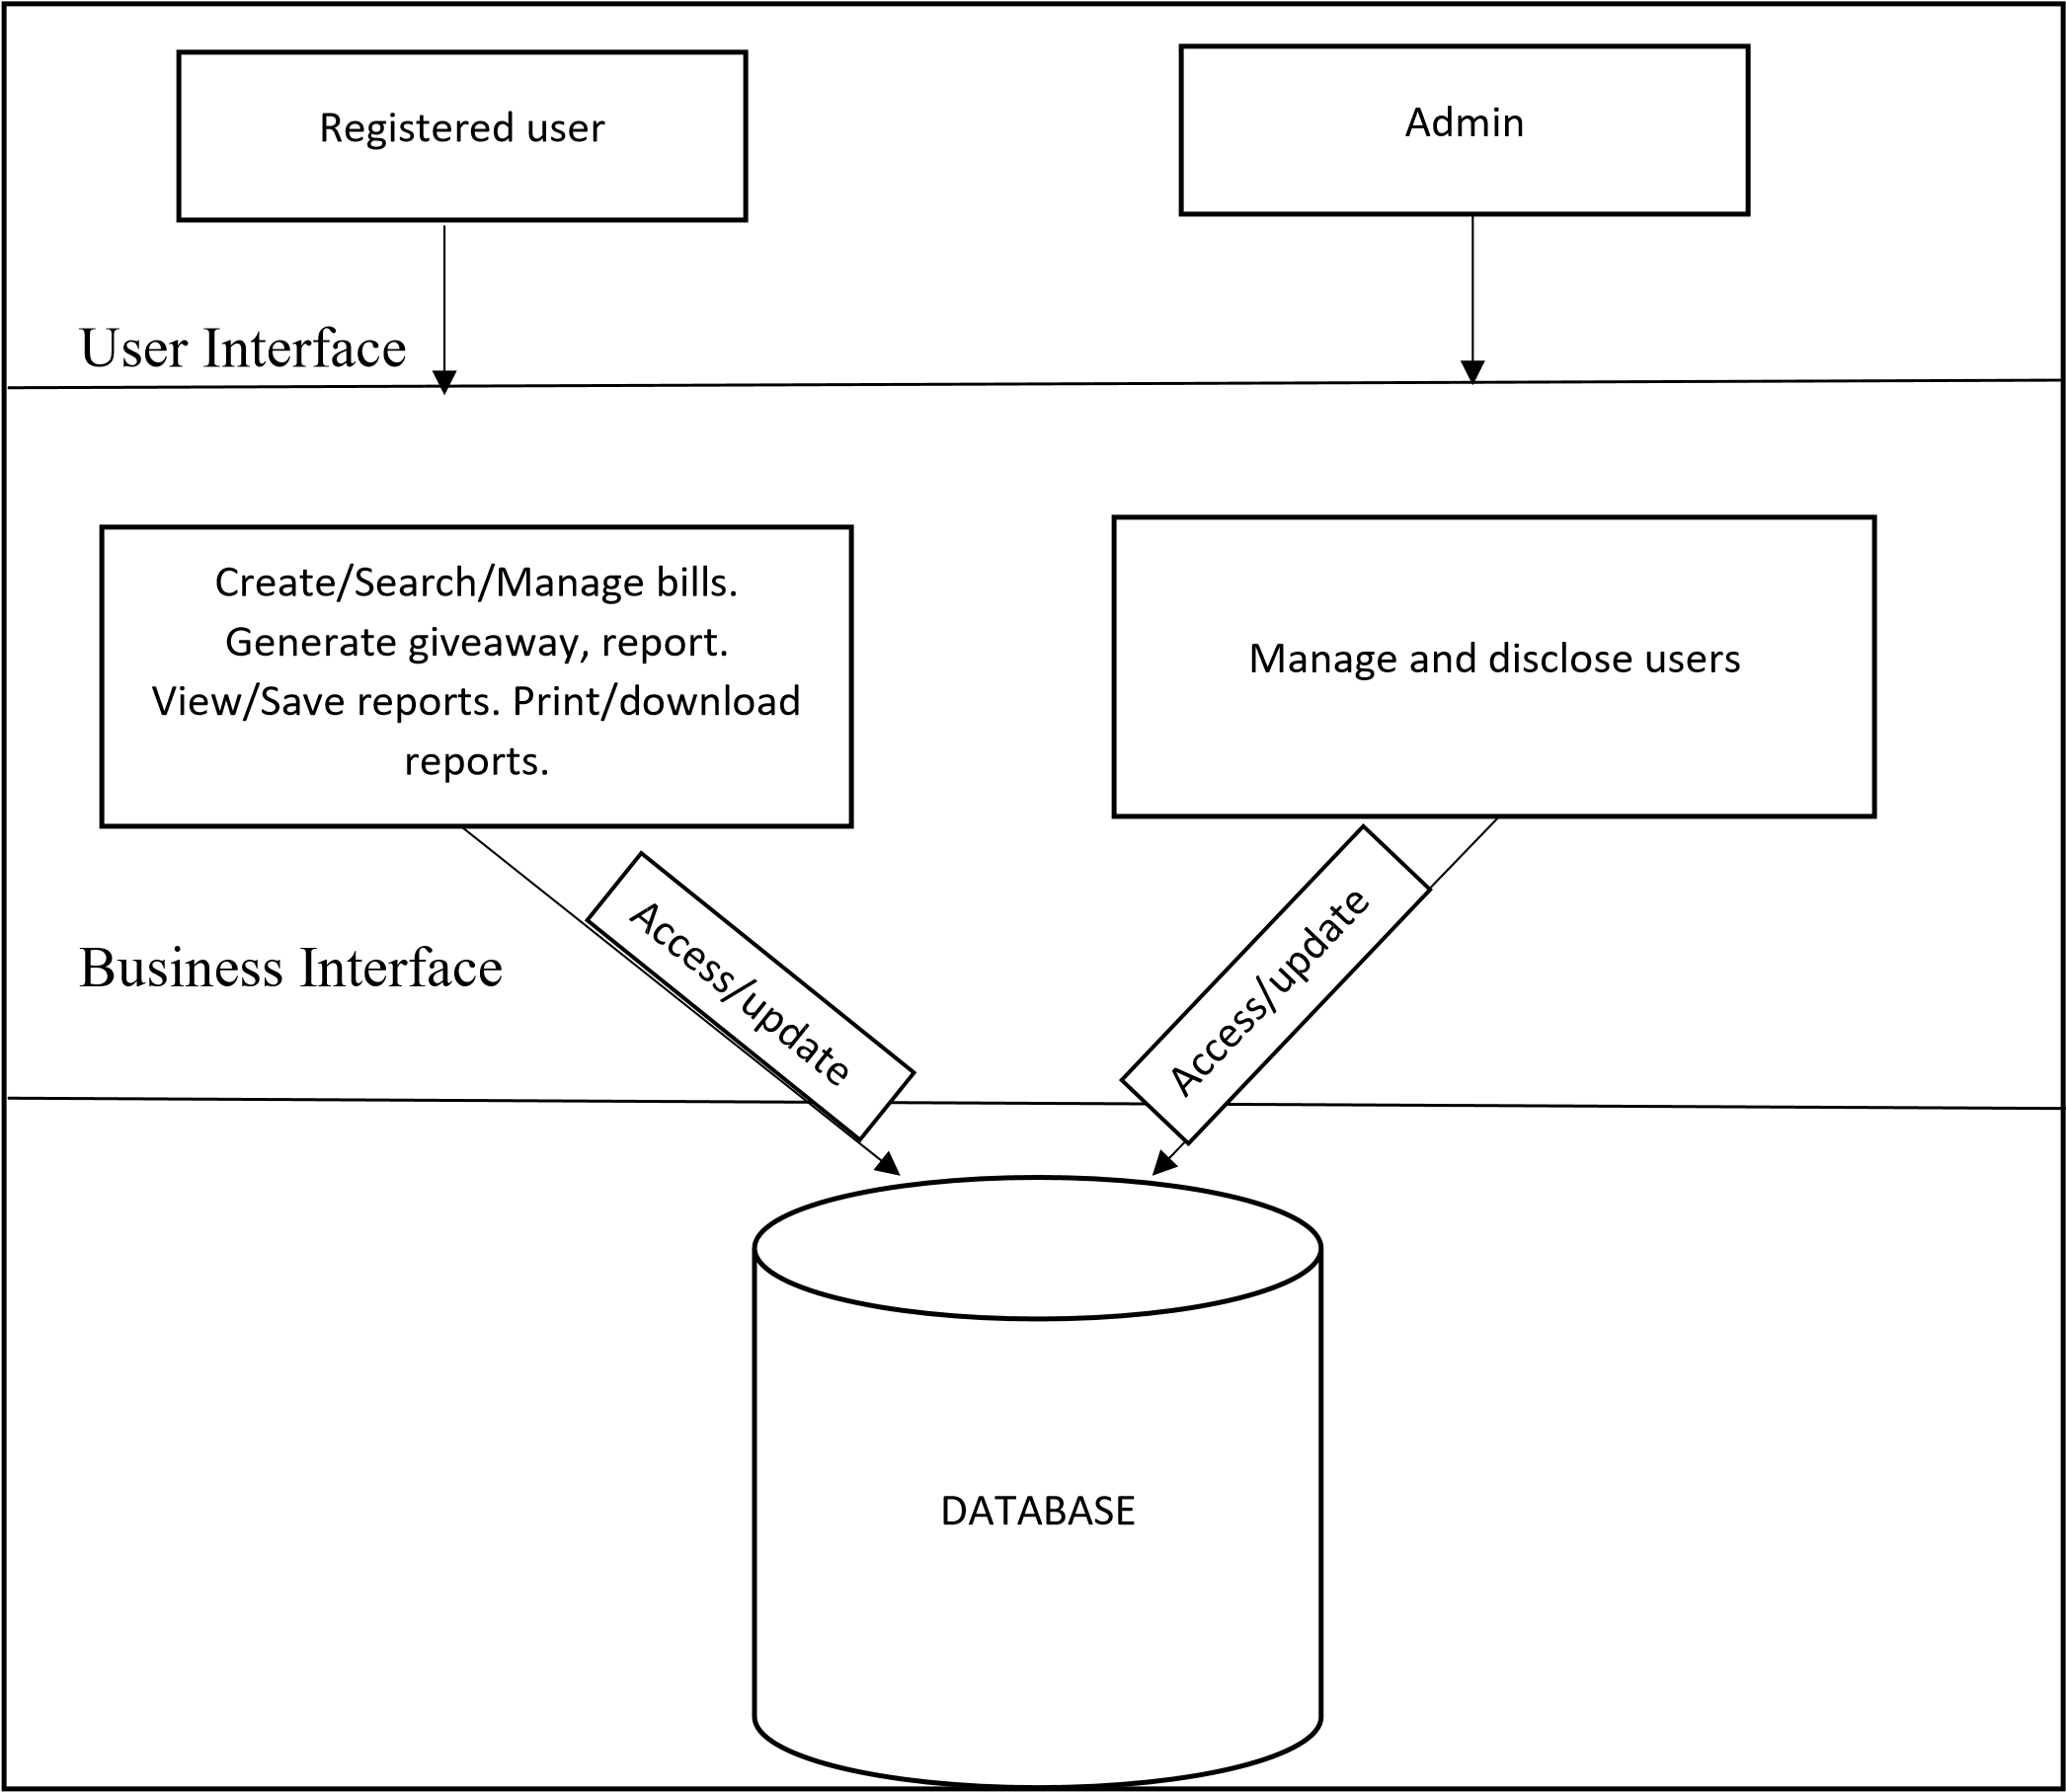 Registered user
Admin
User Interface
Create/Search/Manage bills.
Generate giveaway, report.
View/Save reports. Print/download
reports.
Manage and disclose users
Access/update
Access/update
Business Interface
DATABASE